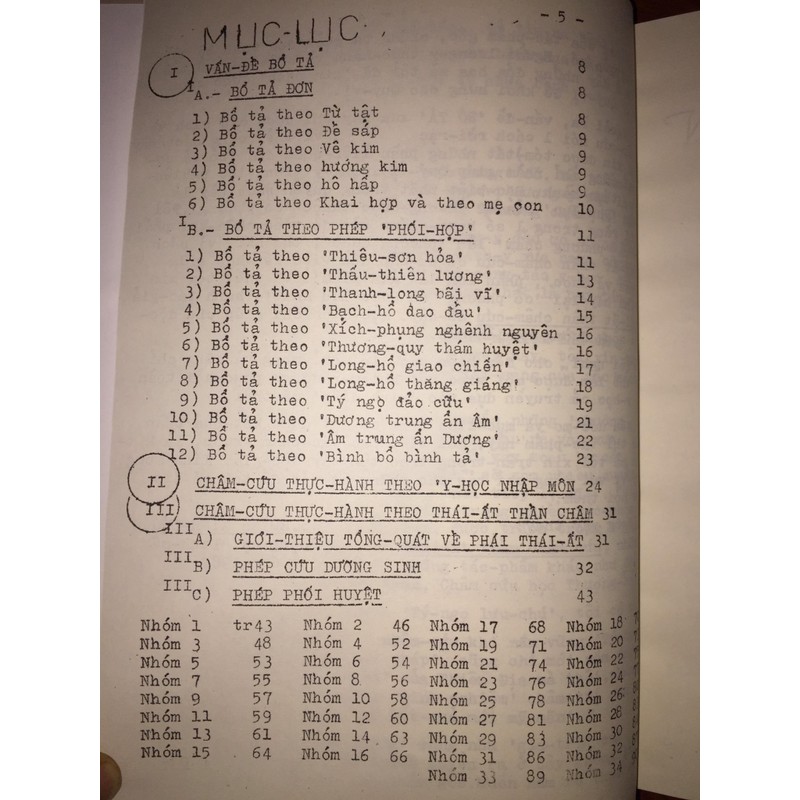 - 5 -
MỤC-LỤC
I VẤN-ĐỀ BỔ TẢ 8
IA.- BỔ TẢ ĐƠN 8
1) Bổ tả theo Từ tật 8
2) Bổ tả theo Đề sáp 9
3) Bổ tả theo Vê kim 9
4) Bổ tả theo hướng kim 9
5) Bổ tả theo hô hấp 9
6) Bổ tả theo Khai hợp và theo mẹ con 10
IB.- BỔ TẢ THEO PHÉP 'PHỐI-HỢP' 11
1) Bổ tả theo 'Thiêu-sơn hỏa' 11
2) Bổ tả theo 'Thấu-thiên lương' 13
3) Bổ tả theo 'Thanh-long bãi vĩ' 14
4) Bổ tả theo 'Bạch-hổ dao đầu' 15
5) Bổ tả theo 'Xích-phụng nghênh nguyên 16
6) Bổ tả theo 'Thương-quy thám huyệt' 16
7) Bổ tả theo 'Long-hổ giao chiến' 17
8) Bổ tả theo 'Long-hổ thăng giáng' 18
9) Bổ tả theo 'Tý ngọ đảo cữu' 19
10) Bổ tả theo 'Dương trung ẩn Âm' 21
11) Bổ tả theo 'Âm trung ẩn Dương' 22
12) Bổ tả theo 'Bình bổ bình tả' 23
II CHÂM-CỨU THỰC-HÀNH THEO 'Y-HỌC NHẬP MÔN 24
III CHÂM-CỨU THỰC-HÀNH THEO THÁI-ẤT THẦN CHÂM 31
IIIA) GIỚI-THIỆU TỔNG-QUÁT VỀ PHÁI THÁI-ẤT 31
IIIB) PHÉP CỨU DƯỠNG SINH 32
IIIC) PHÉP PHỐI HUYỆT 43
Nhóm 1 tr43 Nhóm 2 46 Nhóm 17 68 Nhóm 18
Nhóm 3 48 Nhóm 4 52 Nhóm 19 71 Nhóm 20
Nhóm 5 53 Nhóm 6 54 Nhóm 21 74 Nhóm 22
Nhóm 7 55 Nhóm 8 56 Nhóm 23 76 Nhóm 24
Nhóm 9 57 Nhóm 10 58 Nhóm 25 78 Nhóm 26
Nhóm 11 59 Nhóm 12 60 Nhóm 27 81 Nhóm 28
Nhóm 13 61 Nhóm 14 63 Nhóm 29 83 Nhóm 30
Nhóm 15 64 Nhóm 16 66 Nhóm 31 86 Nhóm 32
Nhóm 33 89 Nhóm 34